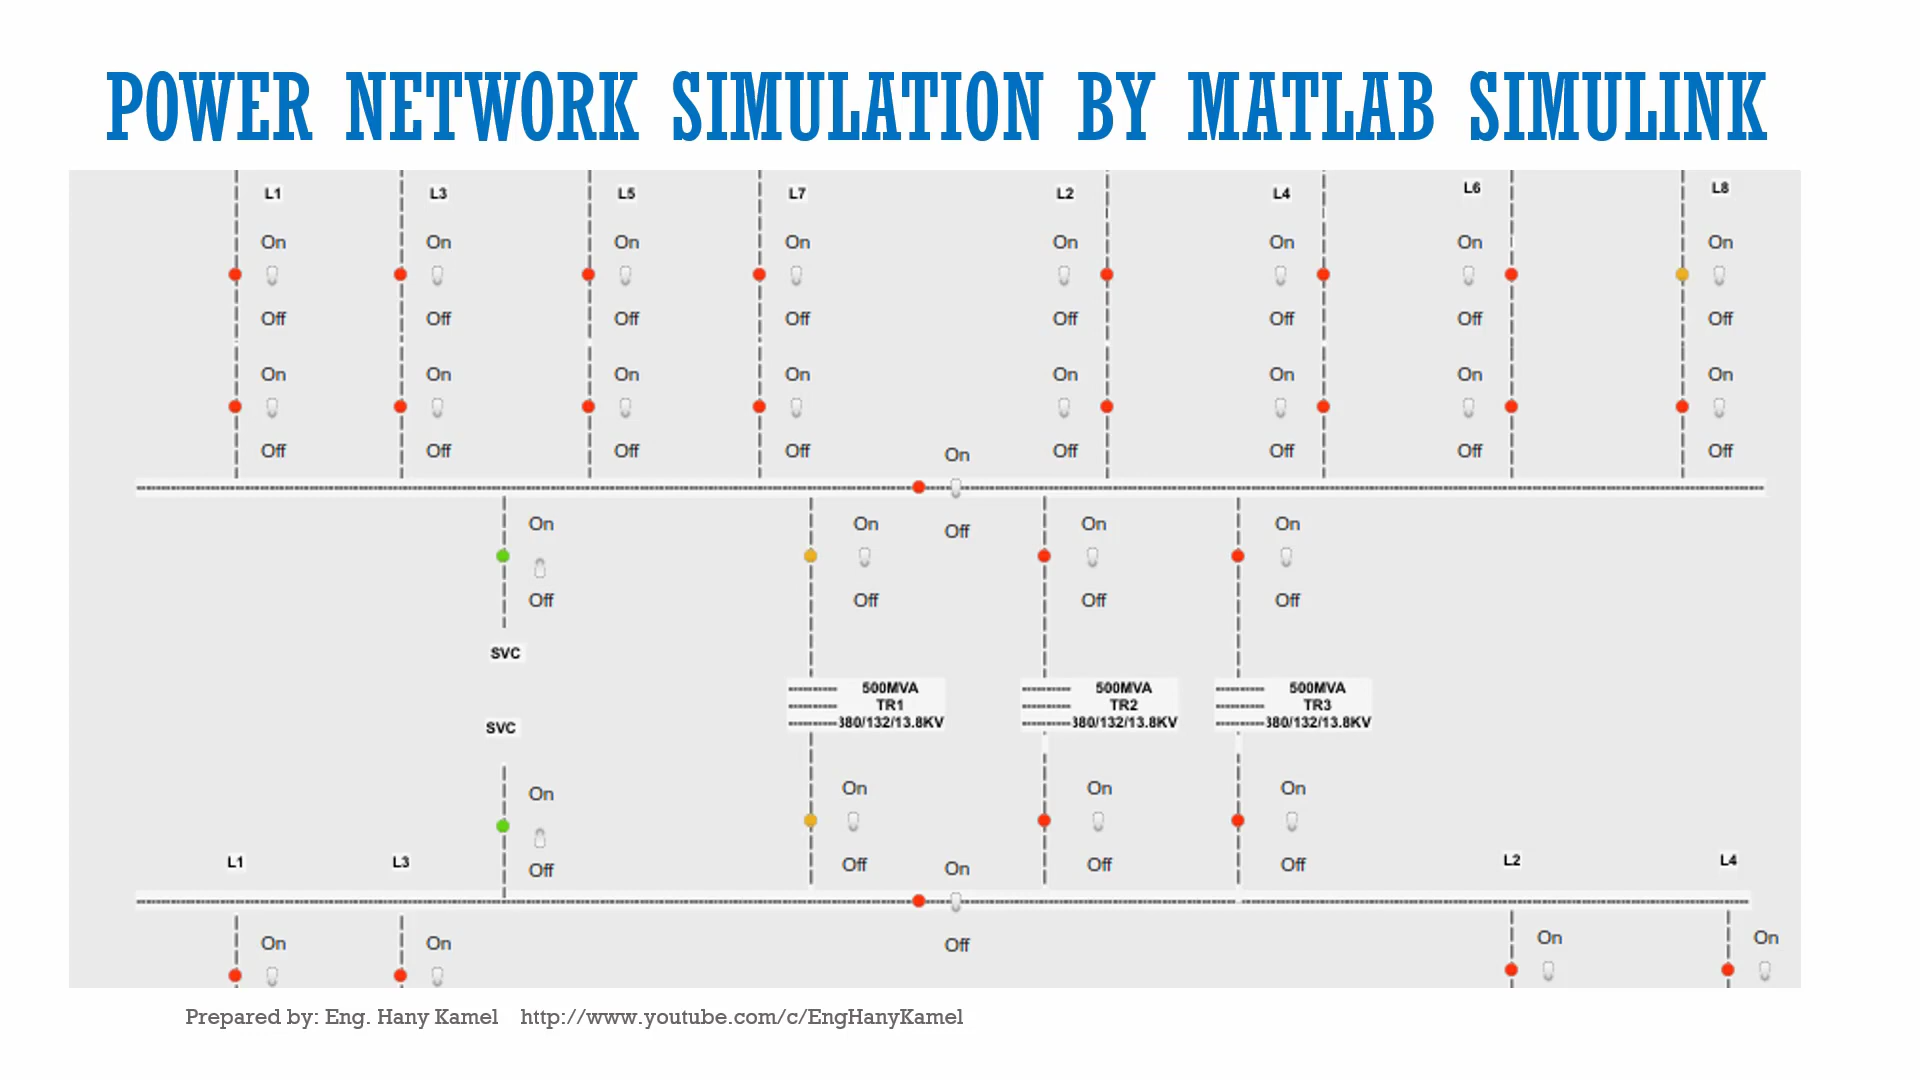 POWER NETWORK SIMULATION BY MATLAB SIMULINK
L1 L3 L5 L7 L2 L4 L6 L8
On On On On On On On On
Off Off Off Off Off Off Off Off
On On On On On On On On
Off Off Off Off Off Off Off Off
On
Off
On On On On
Off Off Off Off
SVC
500MVA 500MVA 500MVA
TR1 TR2 TR3
380/132/13.8KV 380/132/13.8KV 380/132/13.8KV
SVC
On On On On
Off Off Off Off
L1 L3 L2 L4
On
Off
On On On On
Prepared by: Eng. Hany Kamel http://www.youtube.com/c/EngHanyKamel